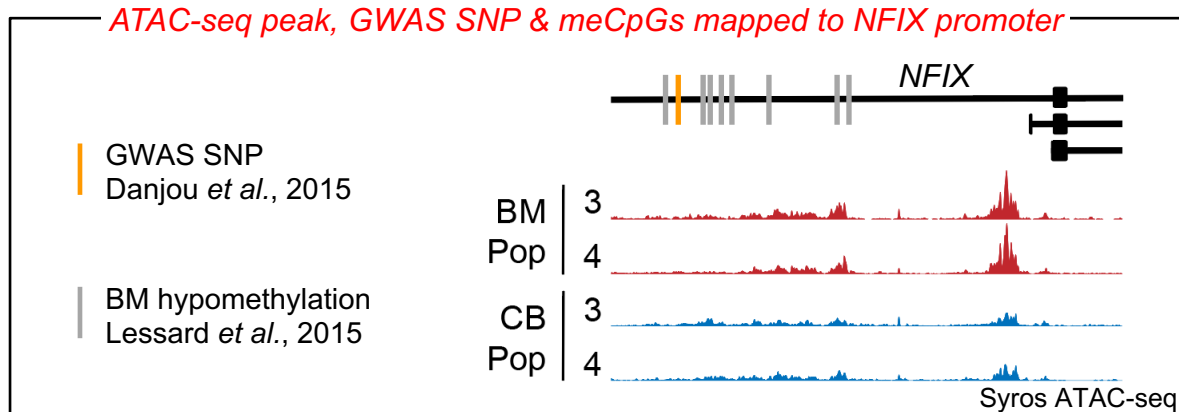 ATAC-seq peak, GWAS SNP & meCpGs mapped to NFIX promoter
NFIX
GWAS SNP
Danjou et al., 2015
BM hypomethylation
Lessard et al., 2015
BM
Pop
3
4
CB
Pop
3
4
Syros ATAC-seq